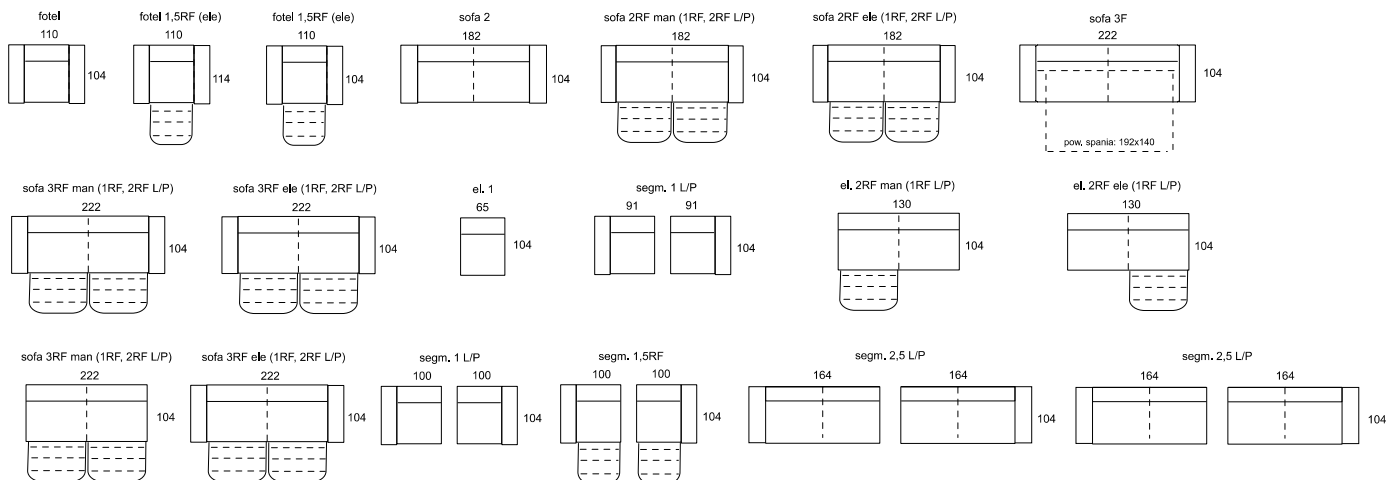 fotel
110
104
fotel 1,5RF (ele)
110
114
fotel 1,5RF (ele)
110
104
sofa 2
182
104
sofa 2RF man (1RF, 2RF L/P)
182
104
sofa 2RF ele (1RF, 2RF L/P)
182
104
sofa 3F
222
104
pow. spania: 192x140
sofa 3RF man (1RF, 2RF L/P)
222
104
sofa 3RF ele (1RF, 2RF L/P)
222
104
el. 1
65
104
segm. 1 L/P
91 91
104
el. 2RF man (1RF L/P)
130
104
el. 2RF ele (1RF L/P)
130
104
sofa 3RF man (1RF, 2RF L/P)
222
104
sofa 3RF ele (1RF, 2RF L/P)
222
104
segm. 1 L/P
100 100
104
segm. 1,5RF
100 100
104
segm. 2,5 L/P
164 164
104
segm. 2,5 L/P
164 164
104